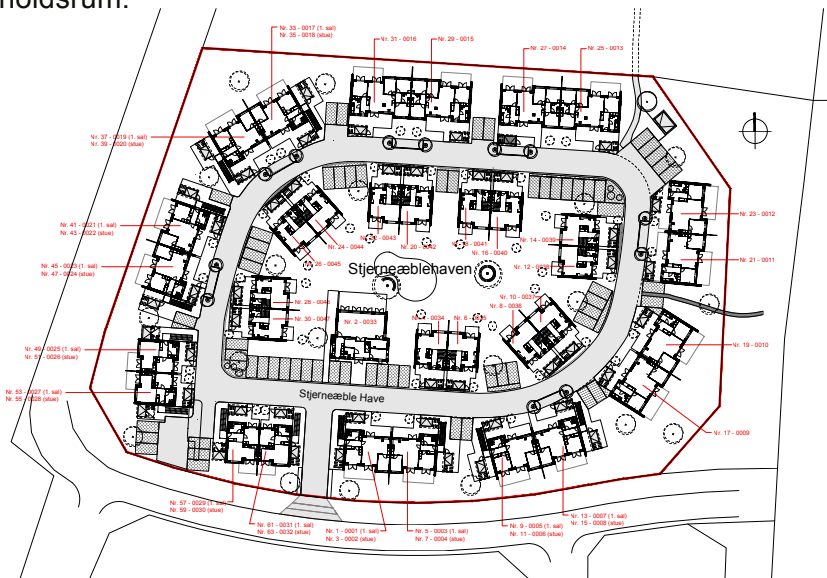 holdsrum.
Nr. 33 - 0017 (1. sal)
Nr. 35 - 0018 (stue)
Nr. 31 - 0016
Nr. 29 - 0015
Nr. 27 - 0014
Nr. 25 - 0013
Nr. 37 - 0019 (1. sal)
Nr. 39 - 0020 (stue)
Nr. 41 - 0021 (1. sal)
Nr. 43 - 0022 (stue)
Nr. 23 - 0012
Nr. 24 - 0044
- 0043
Nr. 20 - 0042
- 0041
Nr. 16 - 0040
Nr. 14 - 0039
Nr. 45 - 0023 (1. sal)
Nr. 47 - 0024 (stue)
Nr. 26 - 0045
Stjerneæblehaven
Nr. 12 - 0038
Nr. 21 - 0011
Nr. 28 - 0046
Nr. 30 - 0047
Nr. 2 - 0033
- 0034
Nr. 6 - 0035
Nr. 10 - 0037
Nr. 8 - 0036
Nr. 19 - 0010
Nr. 49 - 0025 (1. sal)
Nr. 51 - 0026 (stue)
Nr. 53 - 0027 (1. sal)
Nr. 55 - 0028 (stue)
Stjerneæble Have
Nr. 17 - 0009
Nr. 57 - 0029 (1. sal)
Nr. 59 - 0030 (stue)
Nr. 61 - 0031 (1. sal)
Nr. 63 - 0032 (stue)
Nr. 1 - 0001 (1. sal)
Nr. 3 - 0002 (stue)
Nr. 5 - 0003 (1. sal)
Nr. 7 - 0004 (stue)
Nr. 9 - 0005 (1. sal)
Nr. 11 - 0006 (stue)
Nr. 13 - 0007 (1. sal)
Nr. 15 - 0008 (stue)